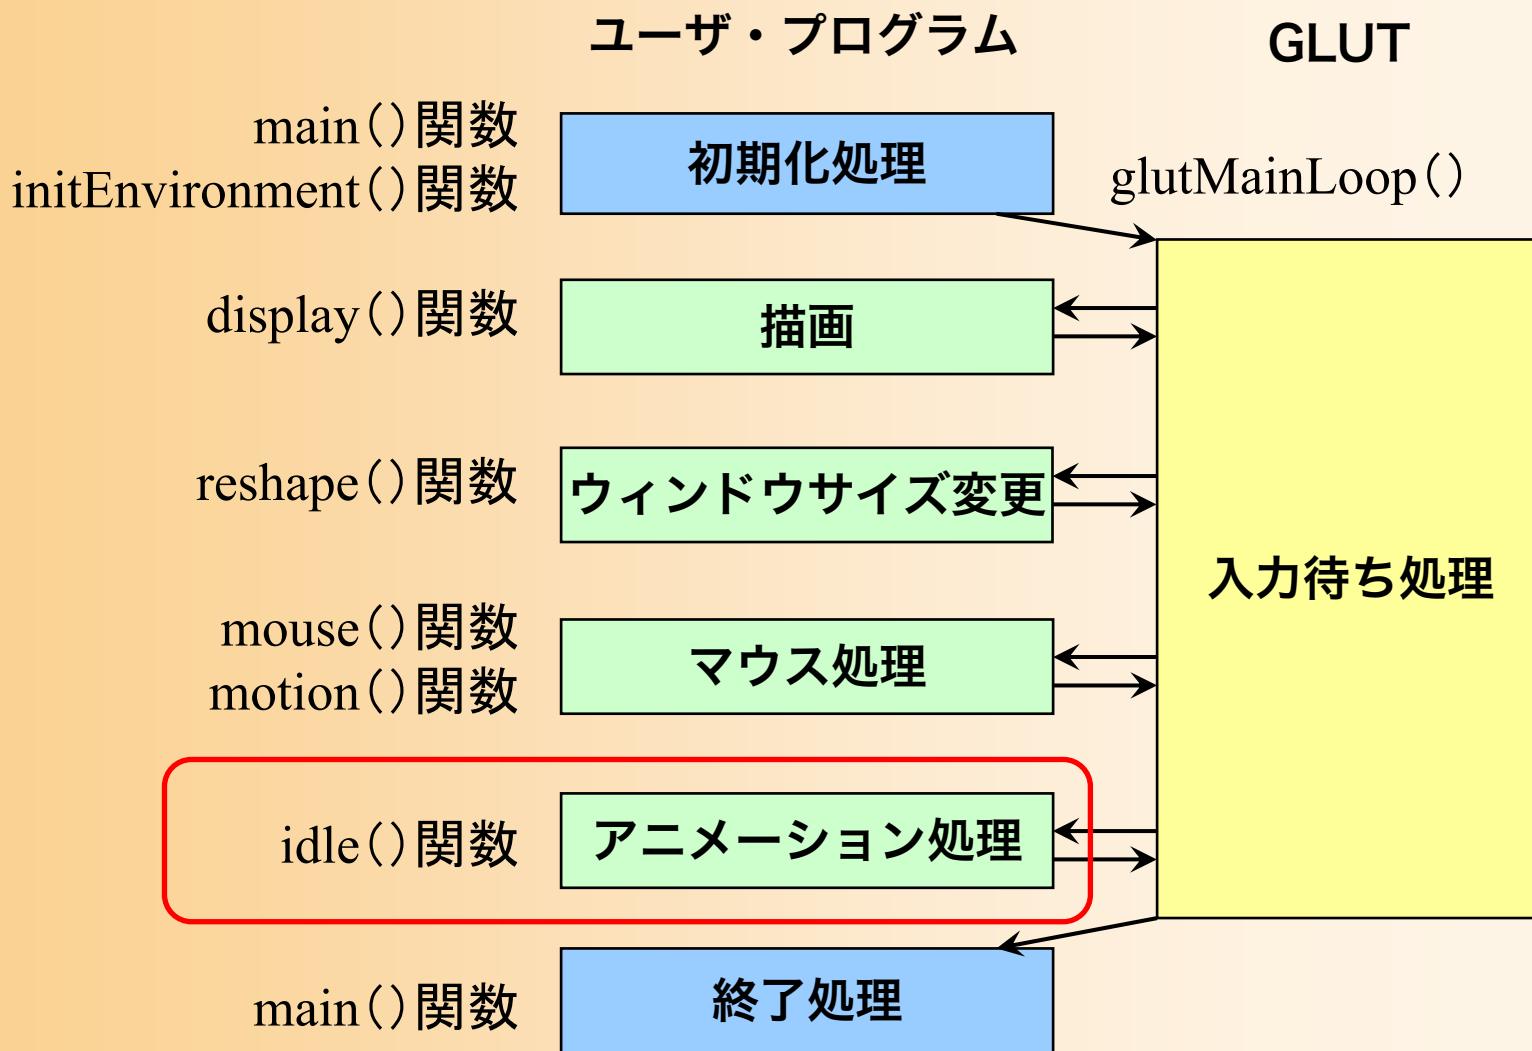 ユーザ・プログラム
GLUT
main()関数
initEnvironment()関数
初期化処理
glutMainLoop()
display()関数
描画
reshape()関数
ウィンドウサイズ変更
入力待ち処理
mouse()関数
motion()関数
マウス処理
idle()関数
アニメーション処理
main()関数
終了処理